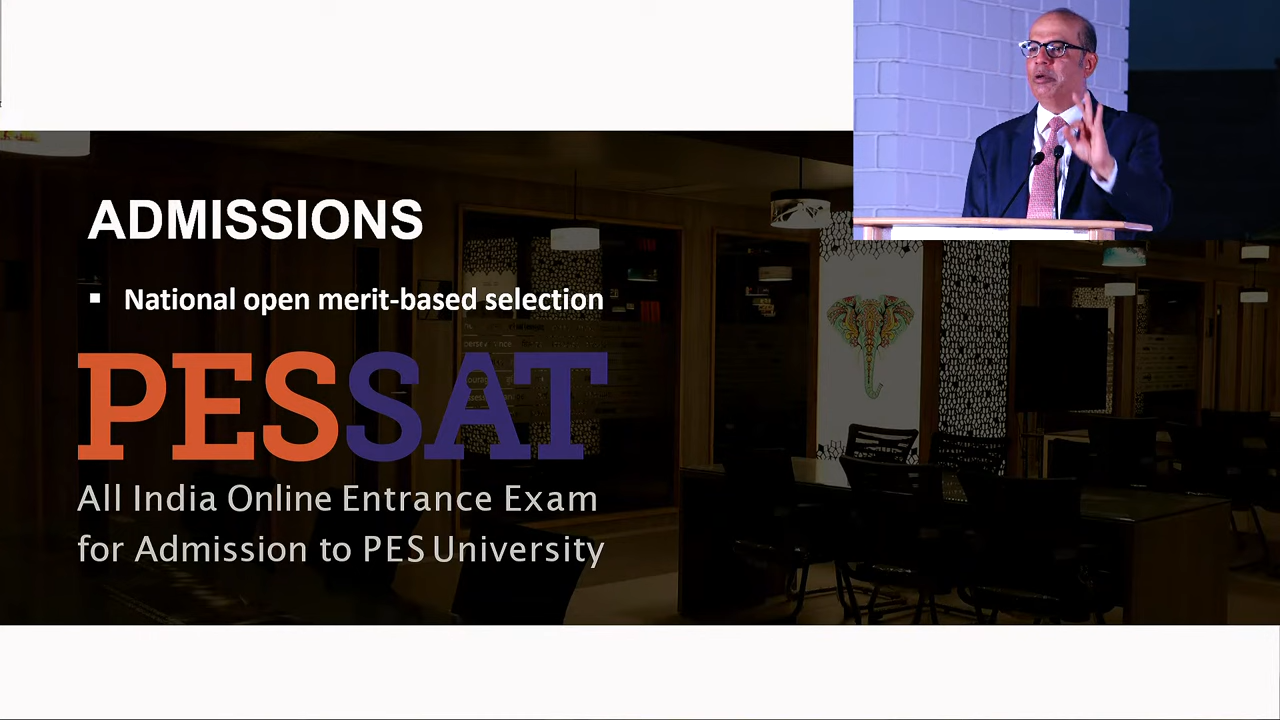 ADMISSIONS
▪ National open merit-based selection
PESSAT
All India Online Entrance Exam
for Admission to PES University